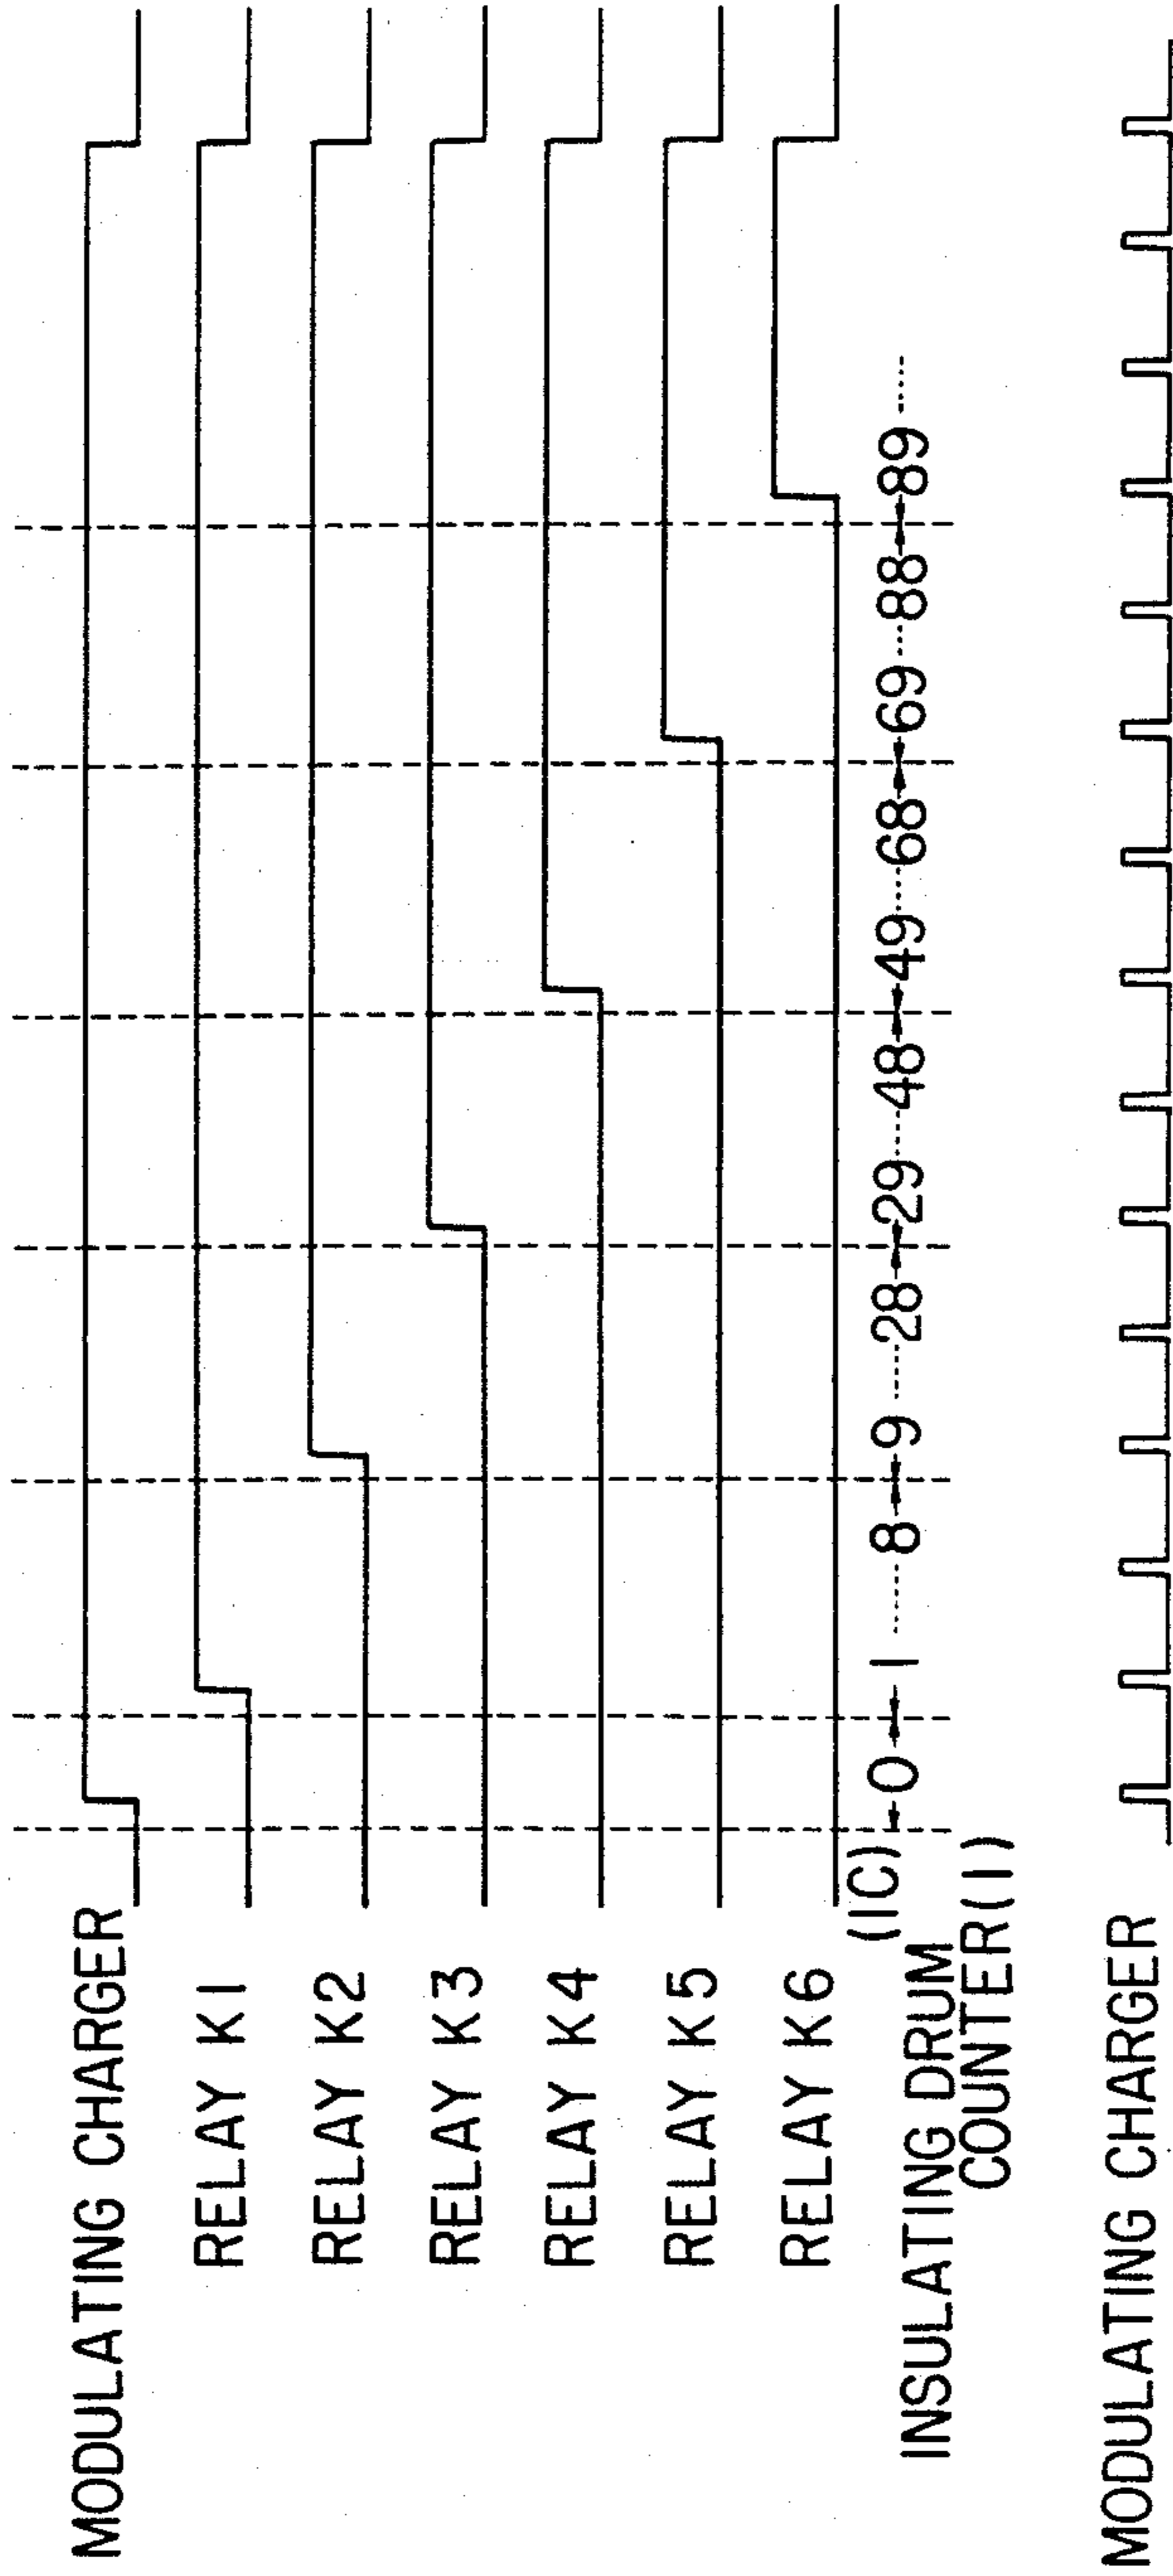 MODULATING CHARGER
RELAY K1
RELAY K2
RELAY K3
RELAY K4
RELAY K5
RELAY K6
(IC)
0 1 ---- 8 9 ---- 28 29 ---- 48 49 ---- 68 69 ---- 88 89 ----
INSULATING DRUM
COUNTER(1)
MODULATING CHARGER